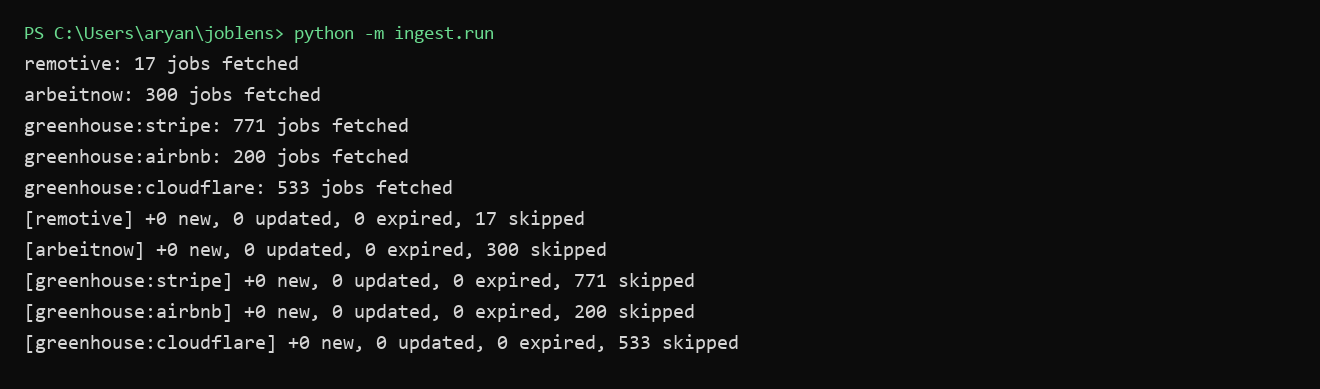 PS C:\Users\aryan\joblens> python -m ingest.run
remotive: 17 jobs fetched
arbeitnow: 300 jobs fetched
greenhouse:stripe: 771 jobs fetched
greenhouse:airbnb: 200 jobs fetched
greenhouse:cloudflare: 533 jobs fetched
[remotive] +0 new, 0 updated, 0 expired, 17 skipped
[arbeitnow] +0 new, 0 updated, 0 expired, 300 skipped
[greenhouse:stripe] +0 new, 0 updated, 0 expired, 771 skipped
[greenhouse:airbnb] +0 new, 0 updated, 0 expired, 200 skipped
[greenhouse:cloudflare] +0 new, 0 updated, 0 expired, 533 skipped